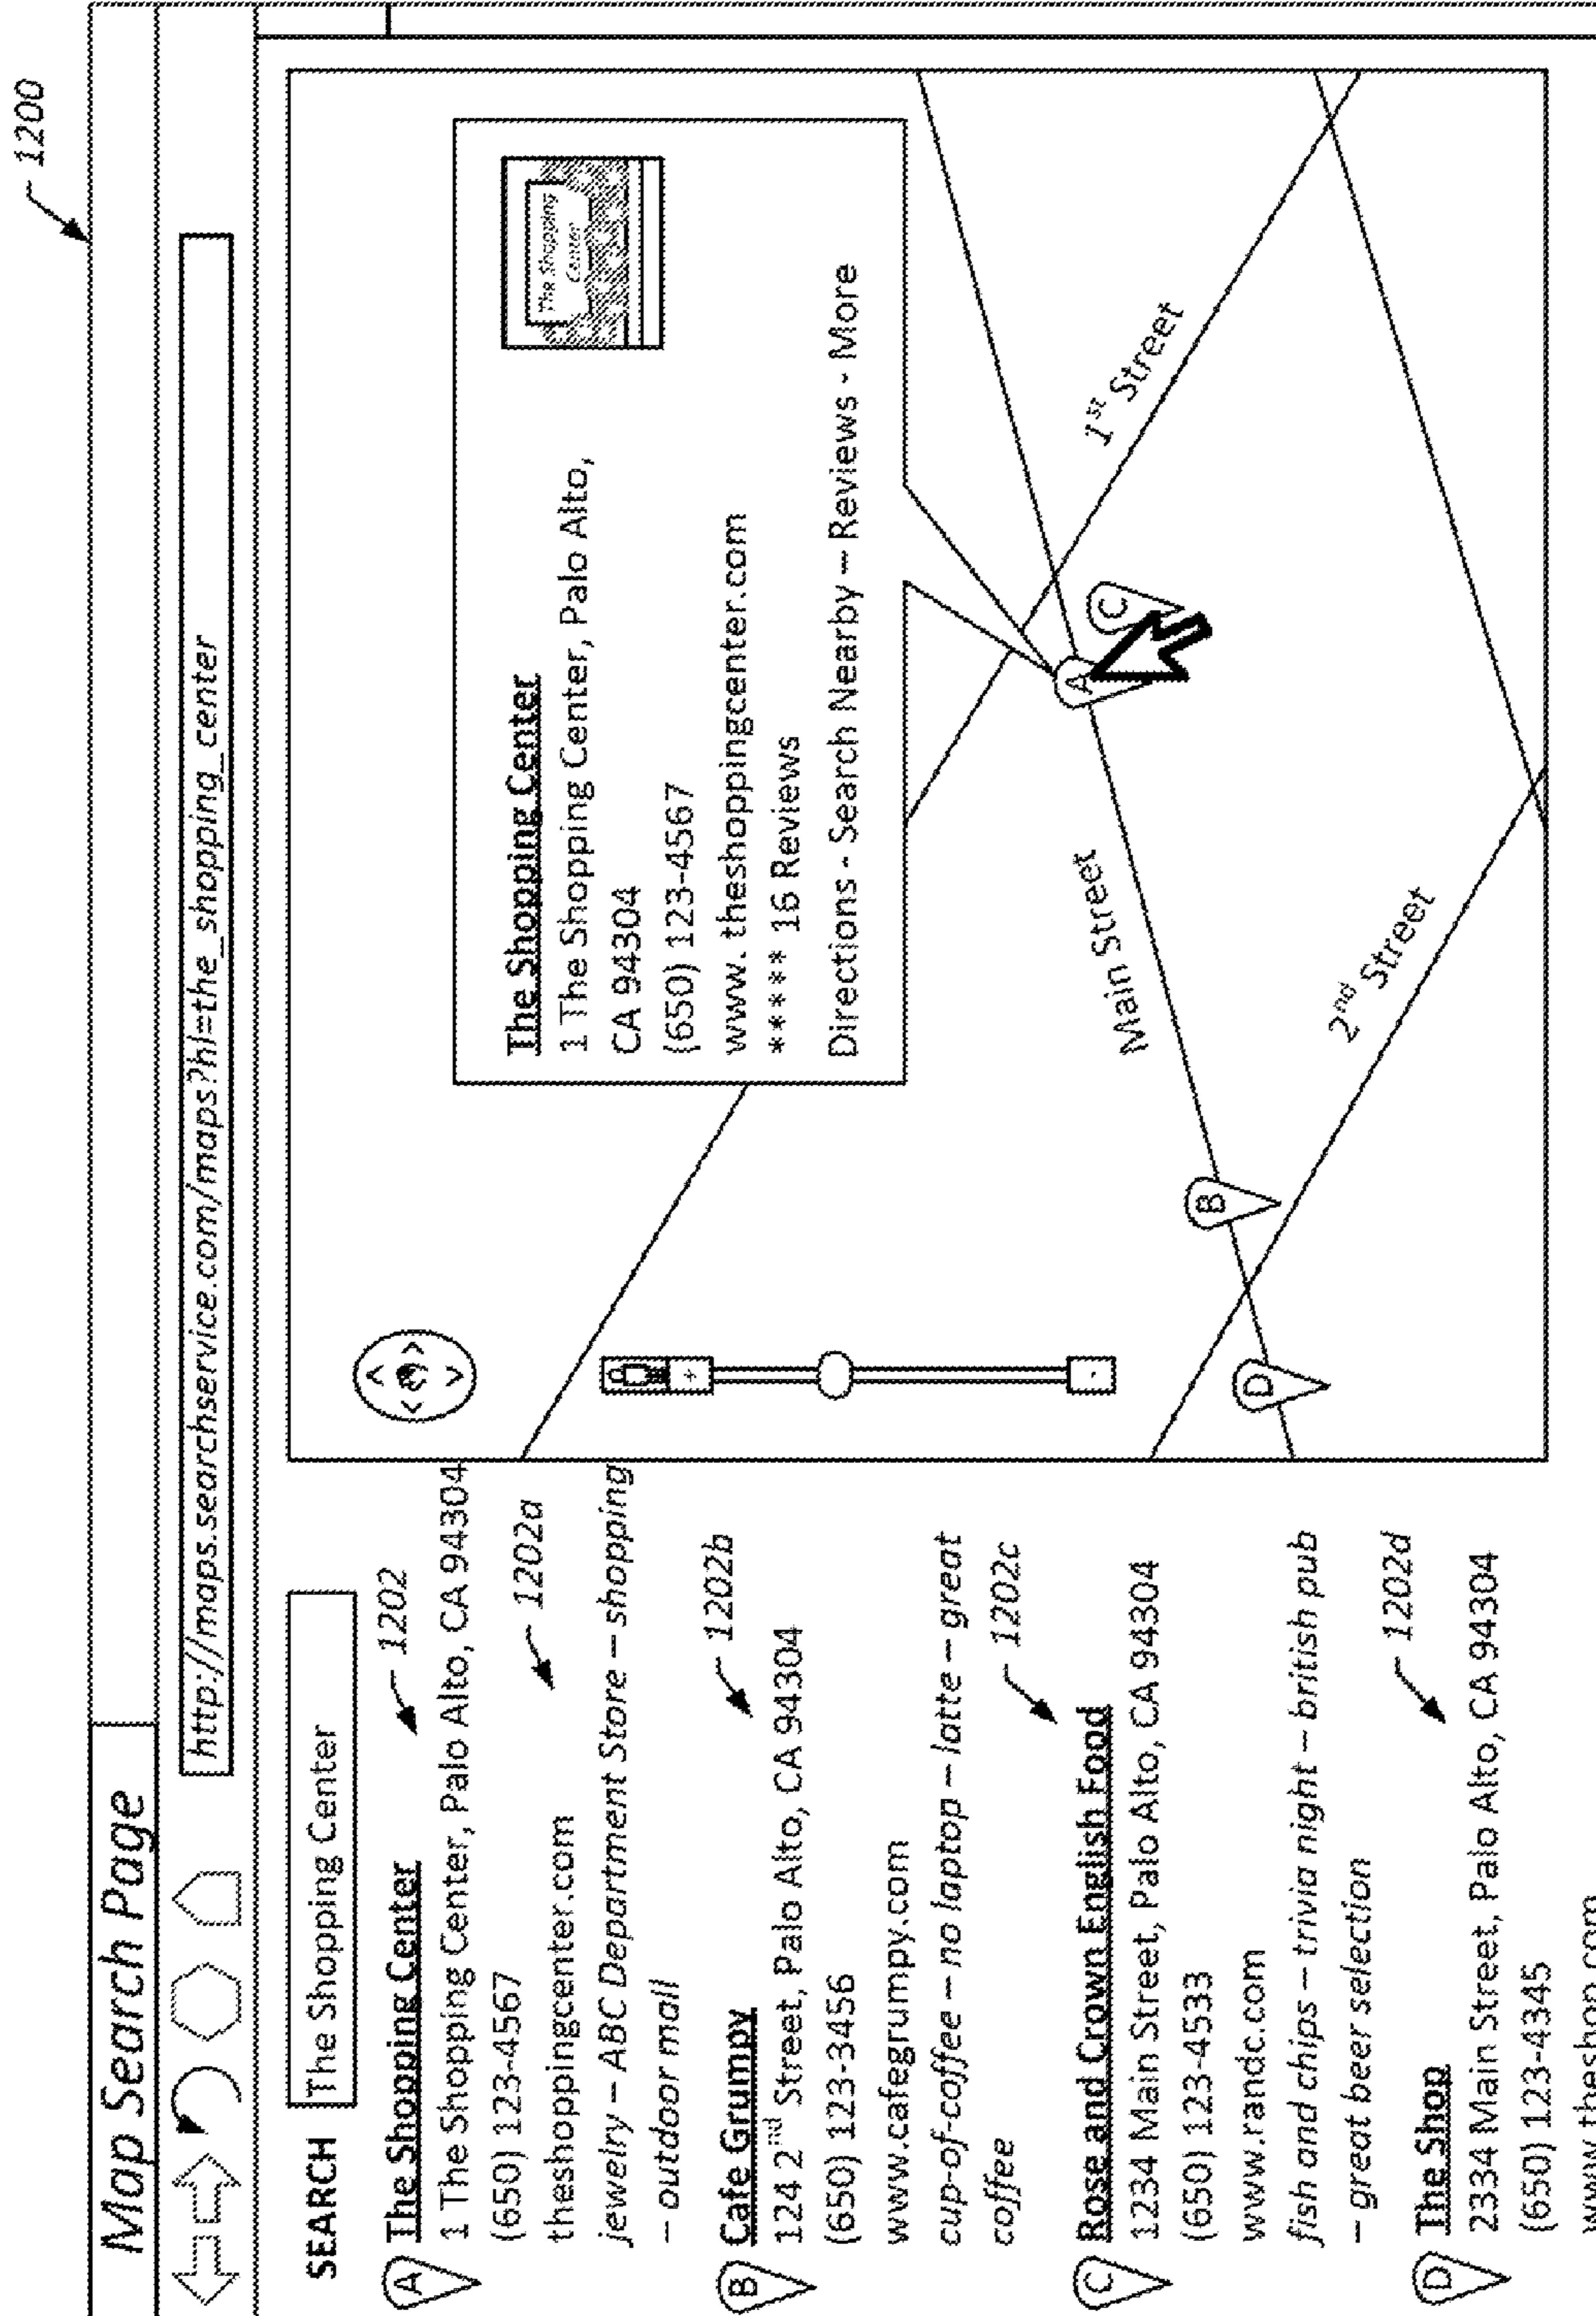 1200
Map Search Page
http://maps.searchservice.com/maps?hl=the_shopping_center
SEARCH The Shopping Center
A The Shopping Center
1202
1 The Shopping Center, Palo Alto, CA 94304
(650) 123-4567
1202a
theshoppingcenter.com
jewelry – ABC Department Store – shopping
– outdoor mall
B Cafe Grumpy
1202b
124 2nd Street, Palo Alto, CA 94304
(650) 123-3456
www.cafegrumpy.com
cup-of-coffee – no laptop – latte – great
coffee
1202c
C Rose and Crown English Food
1234 Main Street, Palo Alto, CA 94304
(650) 123-4533
www.randc.com
fish and chips – trivia night – british pub
– great beer selection
1202d
D The Shop
2334 Main Street, Palo Alto, CA 94304
(650) 123-4345
www.theshop.com
+
-
The Shopping Center
1 The Shopping Center, Palo Alto,
CA 94304
(650) 123-4567
www. theshoppingcenter.com
***** 16 Reviews
Directions - Search Nearby – Reviews - More
The Shopping
Center
A
C
1st Street
Main Street
B
2nd Street
D